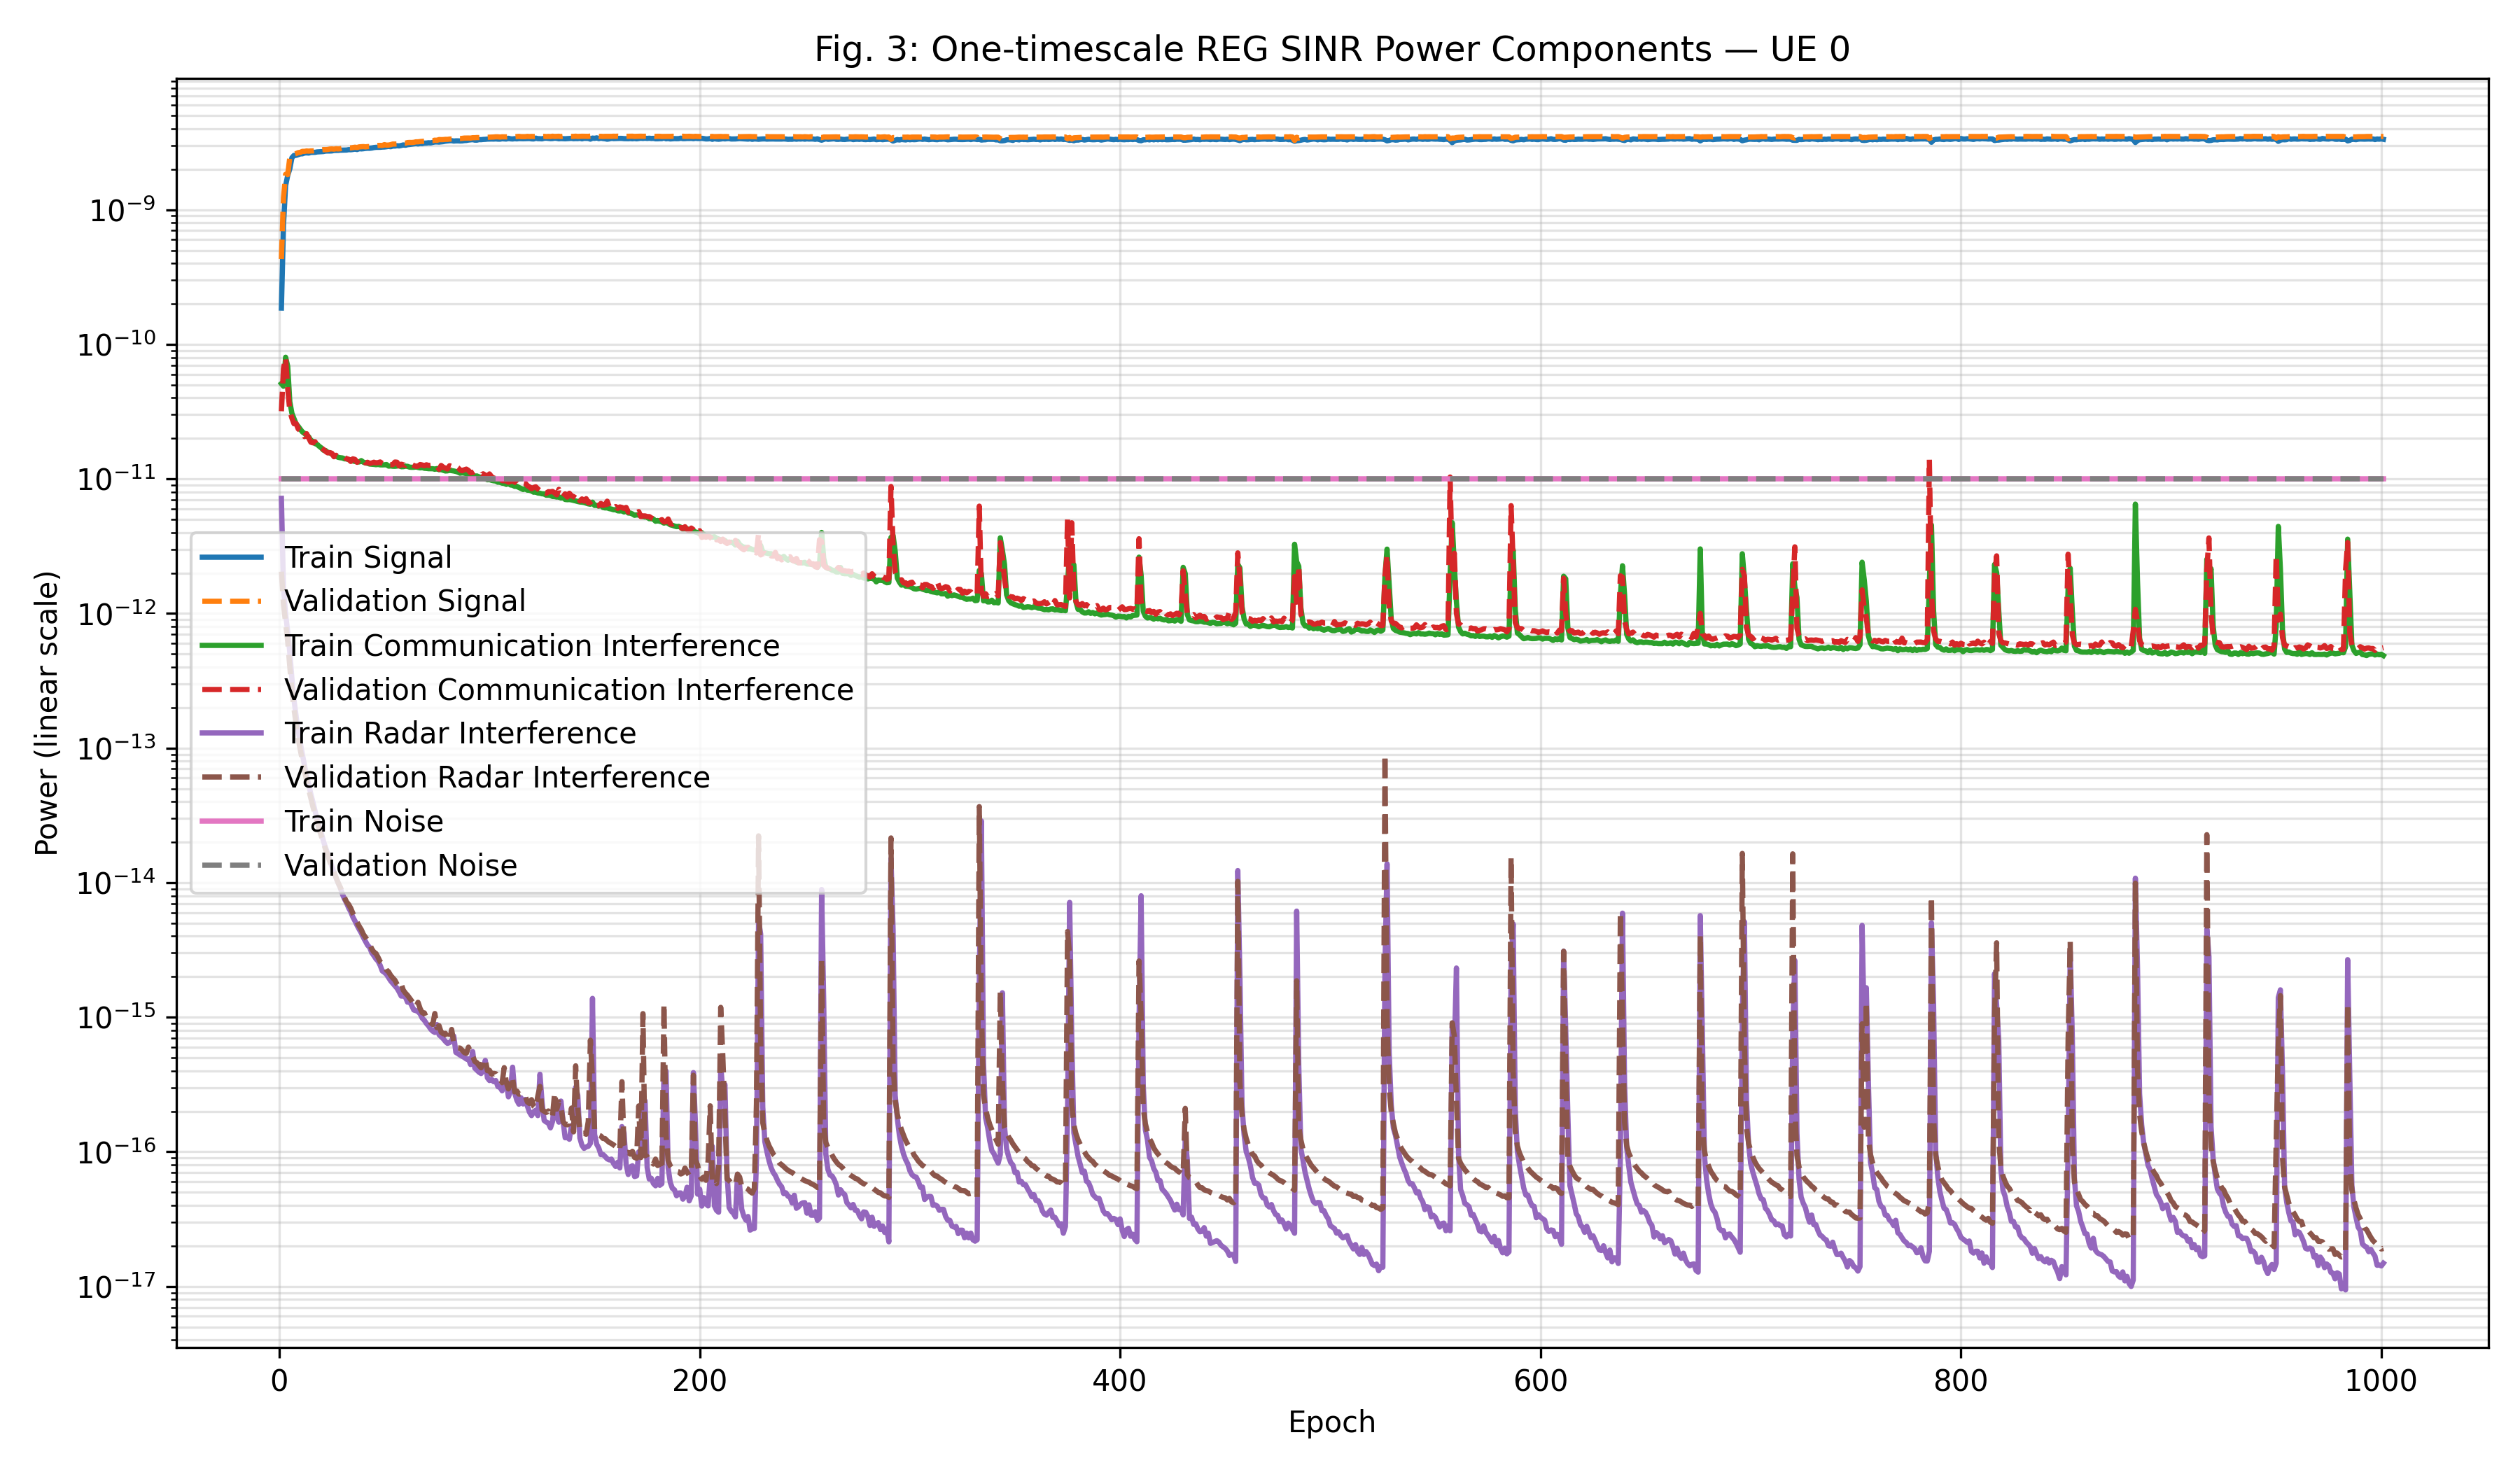 Fig. 3: One-timescale REG SINR Power Components — UE 0
Power (linear scale)
10⁻⁹
10⁻¹⁰
10⁻¹¹
10⁻¹²
10⁻¹³
10⁻¹⁴
10⁻¹⁵
10⁻¹⁶
10⁻¹⁷
Train Signal
Validation Signal
Train Communication Interference
Validation Communication Interference
Train Radar Interference
Validation Radar Interference
Train Noise
Validation Noise
0 200 400 600 800 1000
Epoch